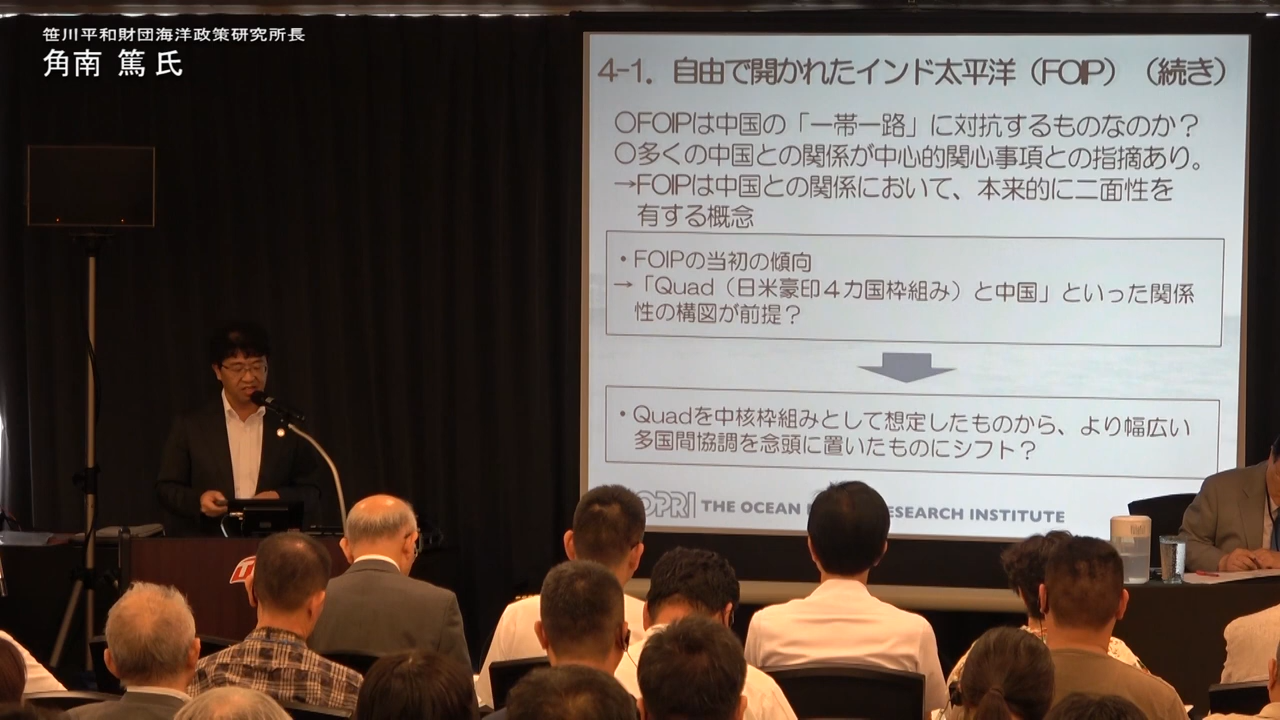 笹川平和財団海洋政策研究所長
角南 篤 氏
4-1．自由で開かれたインド太平洋（FOIP）（続き）
○FOIPは中国の「一帯一路」に対抗するものなのか？
○多くの中国との関係が中心的関心事項との指摘あり。
→FOIPは中国との関係において、本来的に二面性を
有する概念
・FOIPの当初の傾向
→「Quad（日米豪印４カ国枠組み）と中国」といった関係
性の構図が前提？
・Quadを中核枠組みとして想定したものから、より幅広い
多国間協調を念頭に置いたものにシフト？
OPRI THE OCEAN RESEARCH INSTITUTE